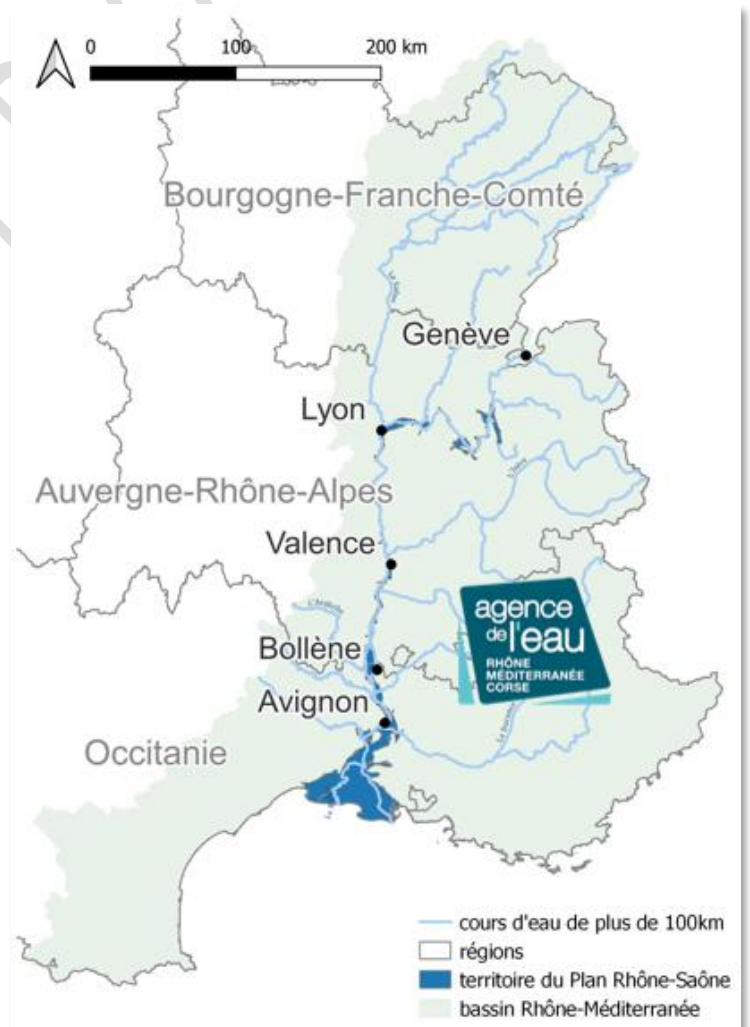 0 100 200 km
Bourgogne-Franche-Comté
Genève
Lyon
Auvergne-Rhône-Alpes
Valence
agence
de l'eau
RHÔNE
MÉDITERRANÉE
CORSE
L'Ardèche
Bollène
Avignon
Occitanie
cours d'eau de plus de 100km
régions
territoire du Plan Rhône-Saône
bassin Rhône-Méditerranée